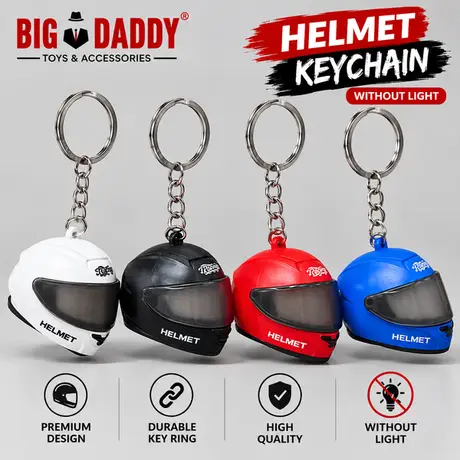 BIG DADDY®
TOYS & ACCESSORIES
HELMET
KEYCHAIN
WITHOUT LIGHT
HELMET
HELMET
HELMET
HELMET
PREMIUM
DESIGN
DURABLE
KEY RING
HIGH
QUALITY
WITHOUT
LIGHT